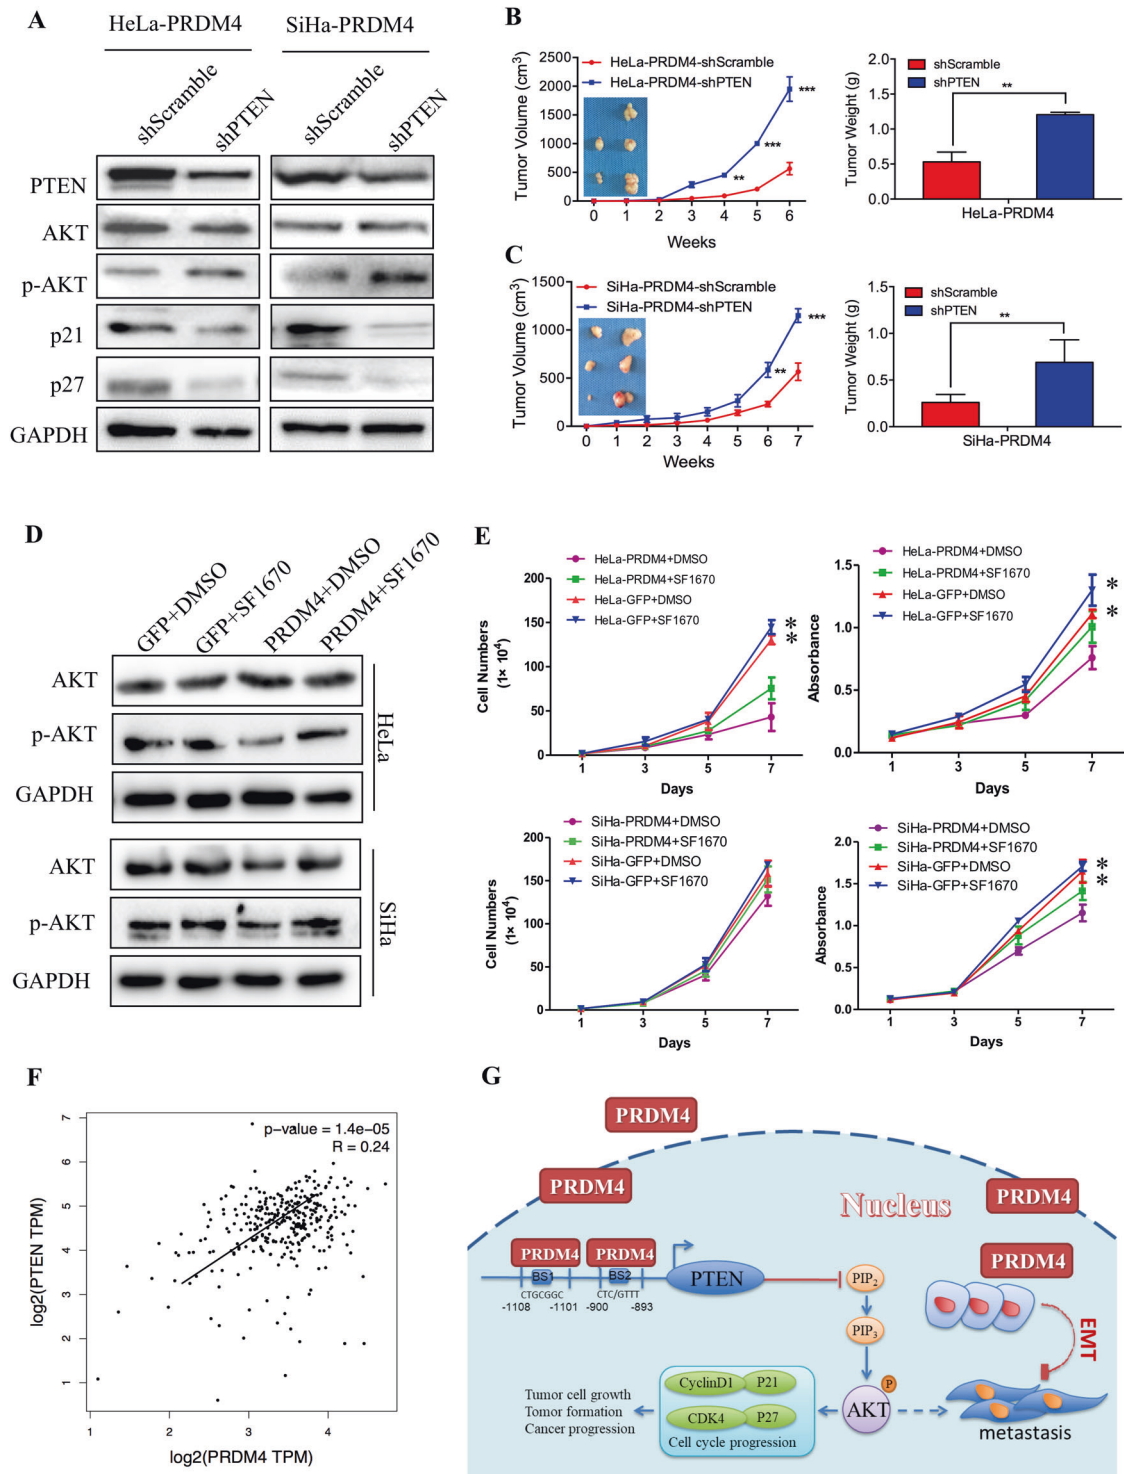 A
HeLa-PRDM4
SiHa-PRDM4
shScramble
shPTEN
shScramble
shPTEN
PTEN
AKT
p-AKT
p21
p27
GAPDH
B
Tumor Volume (cm³)
2500
2000
1500
1000
500
0
HeLa-PRDM4-shScramble
HeLa-PRDM4-shPTEN
**
***
***
0 1 2 3 4 5 6
Weeks
Tumor Weight (g)
2.0
1.5
1.0
0.5
0.0
shScramble
shPTEN
**
HeLa-PRDM4
C
Tumor Volume (cm³)
1500
1000
500
0
SiHa-PRDM4-shScramble
SiHa-PRDM4-shPTEN
**
***
0 1 2 3 4 5 6 7
Weeks
Tumor Weight (g)
1.5
1.0
0.5
0.0
shScramble
shPTEN
**
SiHa-PRDM4
D
GFP+DMSO
GFP+SF1670
PRDM4+DMSO
PRDM4+SF1670
AKT
p-AKT
GAPDH
HeLa
AKT
p-AKT
GAPDH
SiHa
E
HeLa-PRDM4+DMSO
HeLa-PRDM4+SF1670
HeLa-GFP+DMSO
HeLa-GFP+SF1670
Cell Numbers
(1× 10⁴)
200
150
100
50
0
*
*
1 3 5 7
Days
HeLa-PRDM4+DMSO
HeLa-PRDM4+SF1670
HeLa-GFP+DMSO
HeLa-GFP+SF1670
Absorbance
1.5
1.0
0.5
0.0
*
*
1 3 5 7
Days
SiHa-PRDM4+DMSO
SiHa-PRDM4+SF1670
SiHa-GFP+DMSO
SiHa-GFP+SF1670
Cell Numbers
(1× 10⁴)
200
150
100
50
0
1 3 5 7
Days
SiHa-PRDM4+DMSO
SiHa-PRDM4+SF1670
SiHa-GFP+DMSO
SiHa-GFP+SF1670
Absorbance
2.0
1.5
1.0
0.5
0.0
*
*
1 3 5 7
Days
F
p-value = 1.4e-05
R = 0.24
log2(PTEN TPM)
7
6
5
4
3
2
1
1 2 3 4
log2(PRDM4 TPM)
G
PRDM4
PRDM4
PRDM4
Nucleus
PRDM4
PRDM4
PRDM4
BS1
BS2
PTEN
PIP₂
CTGCGGC
CTC/GTTT
-1108
-1101
-900
-893
PIP₃
EMT
CyclinD1
P21
P
AKT
CDK4
P27
Cell cycle progression
Tumor cell growth
Tomor formation
Cancer progression
metastasis